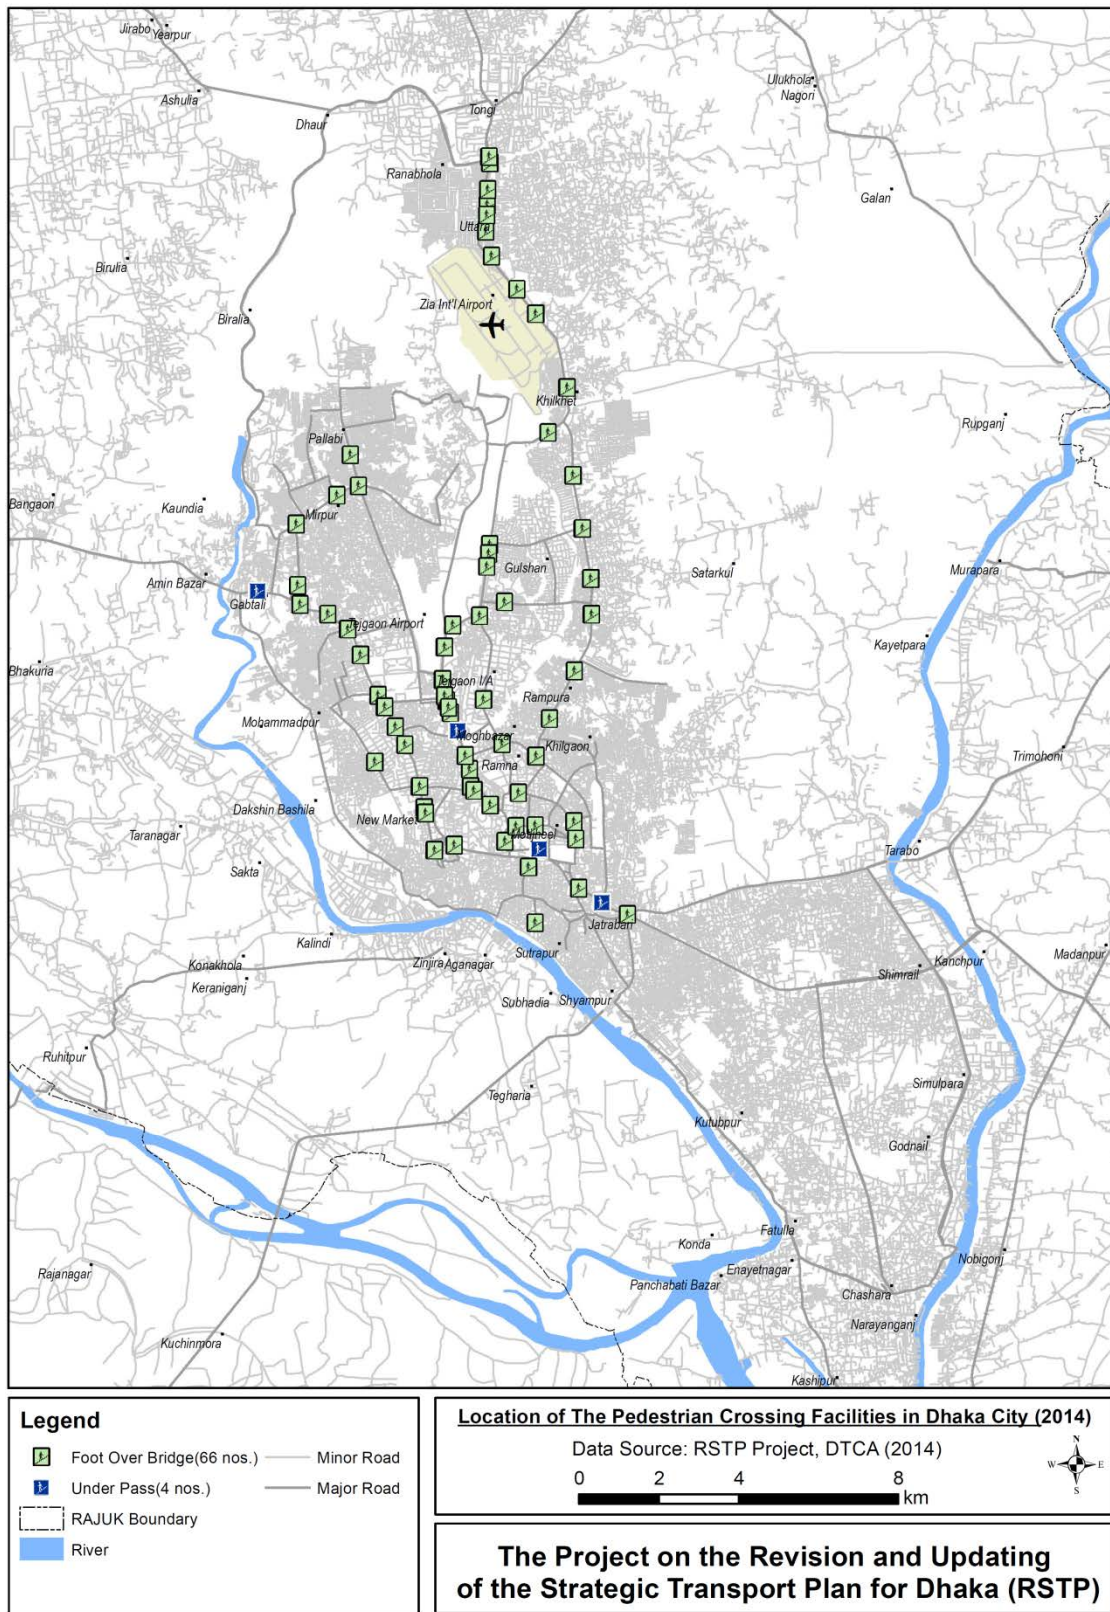 Jirabo
Yearpur
Ashulia
Dhaur
Tongi
Ulukhola
Nagori
Ranabhola
Galan
Uttara
Birulia
Zia Int'l Airport
Biralia
Khilkhet
Rupganj
Pallabi
Bangaon
Kaundia
Mirpur
Gulshan
Satarkul
Murapara
Amin Bazar
Gabtali
Tejgaon Airport
Kayetpara
Bhakuria
Tejgaon I/A
Rampura
Mohammadpur
Moghbazar
Khilgaon
Ramna
Trimohoni
Dakshin Bashila
New Market
Taranagar
Motijheel
Tarabo
Sakta
Jatrabari
Kalindi
Sutrapur
Konakhola
Zinjira
Aganagar
Kanchpur
Madanpur
Shimrail
Keraniganj
Subhadia
Shyampur
Ruhitpur
Simulpara
Tegharia
Kutubpur
Godnail
Fatulla
Konda
Nobigonj
Enayetnagar
Rajanagar
Panchabati Bazar
Chashara
Narayanganj
Kuchinmora
Kashipur
Legend
Foot Over Bridge(66 nos.)
Minor Road
Under Pass(4 nos.)
Major Road
RAJUK Boundary
River
Location of The Pedestrian Crossing Facilities in Dhaka City (2014)
Data Source: RSTP Project, DTCA (2014)
0 2 4 8
km
N
W E
S
The Project on the Revision and Updating
of the Strategic Transport Plan for Dhaka (RSTP)